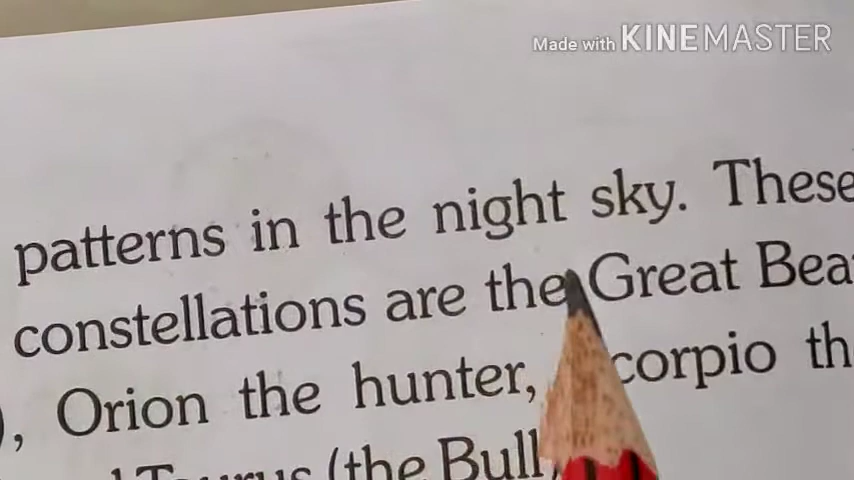 Made with KINEMASTER
patterns in the night sky. These
constellations are the Great Bea
), Orion the hunter, corpio th
(the Bull